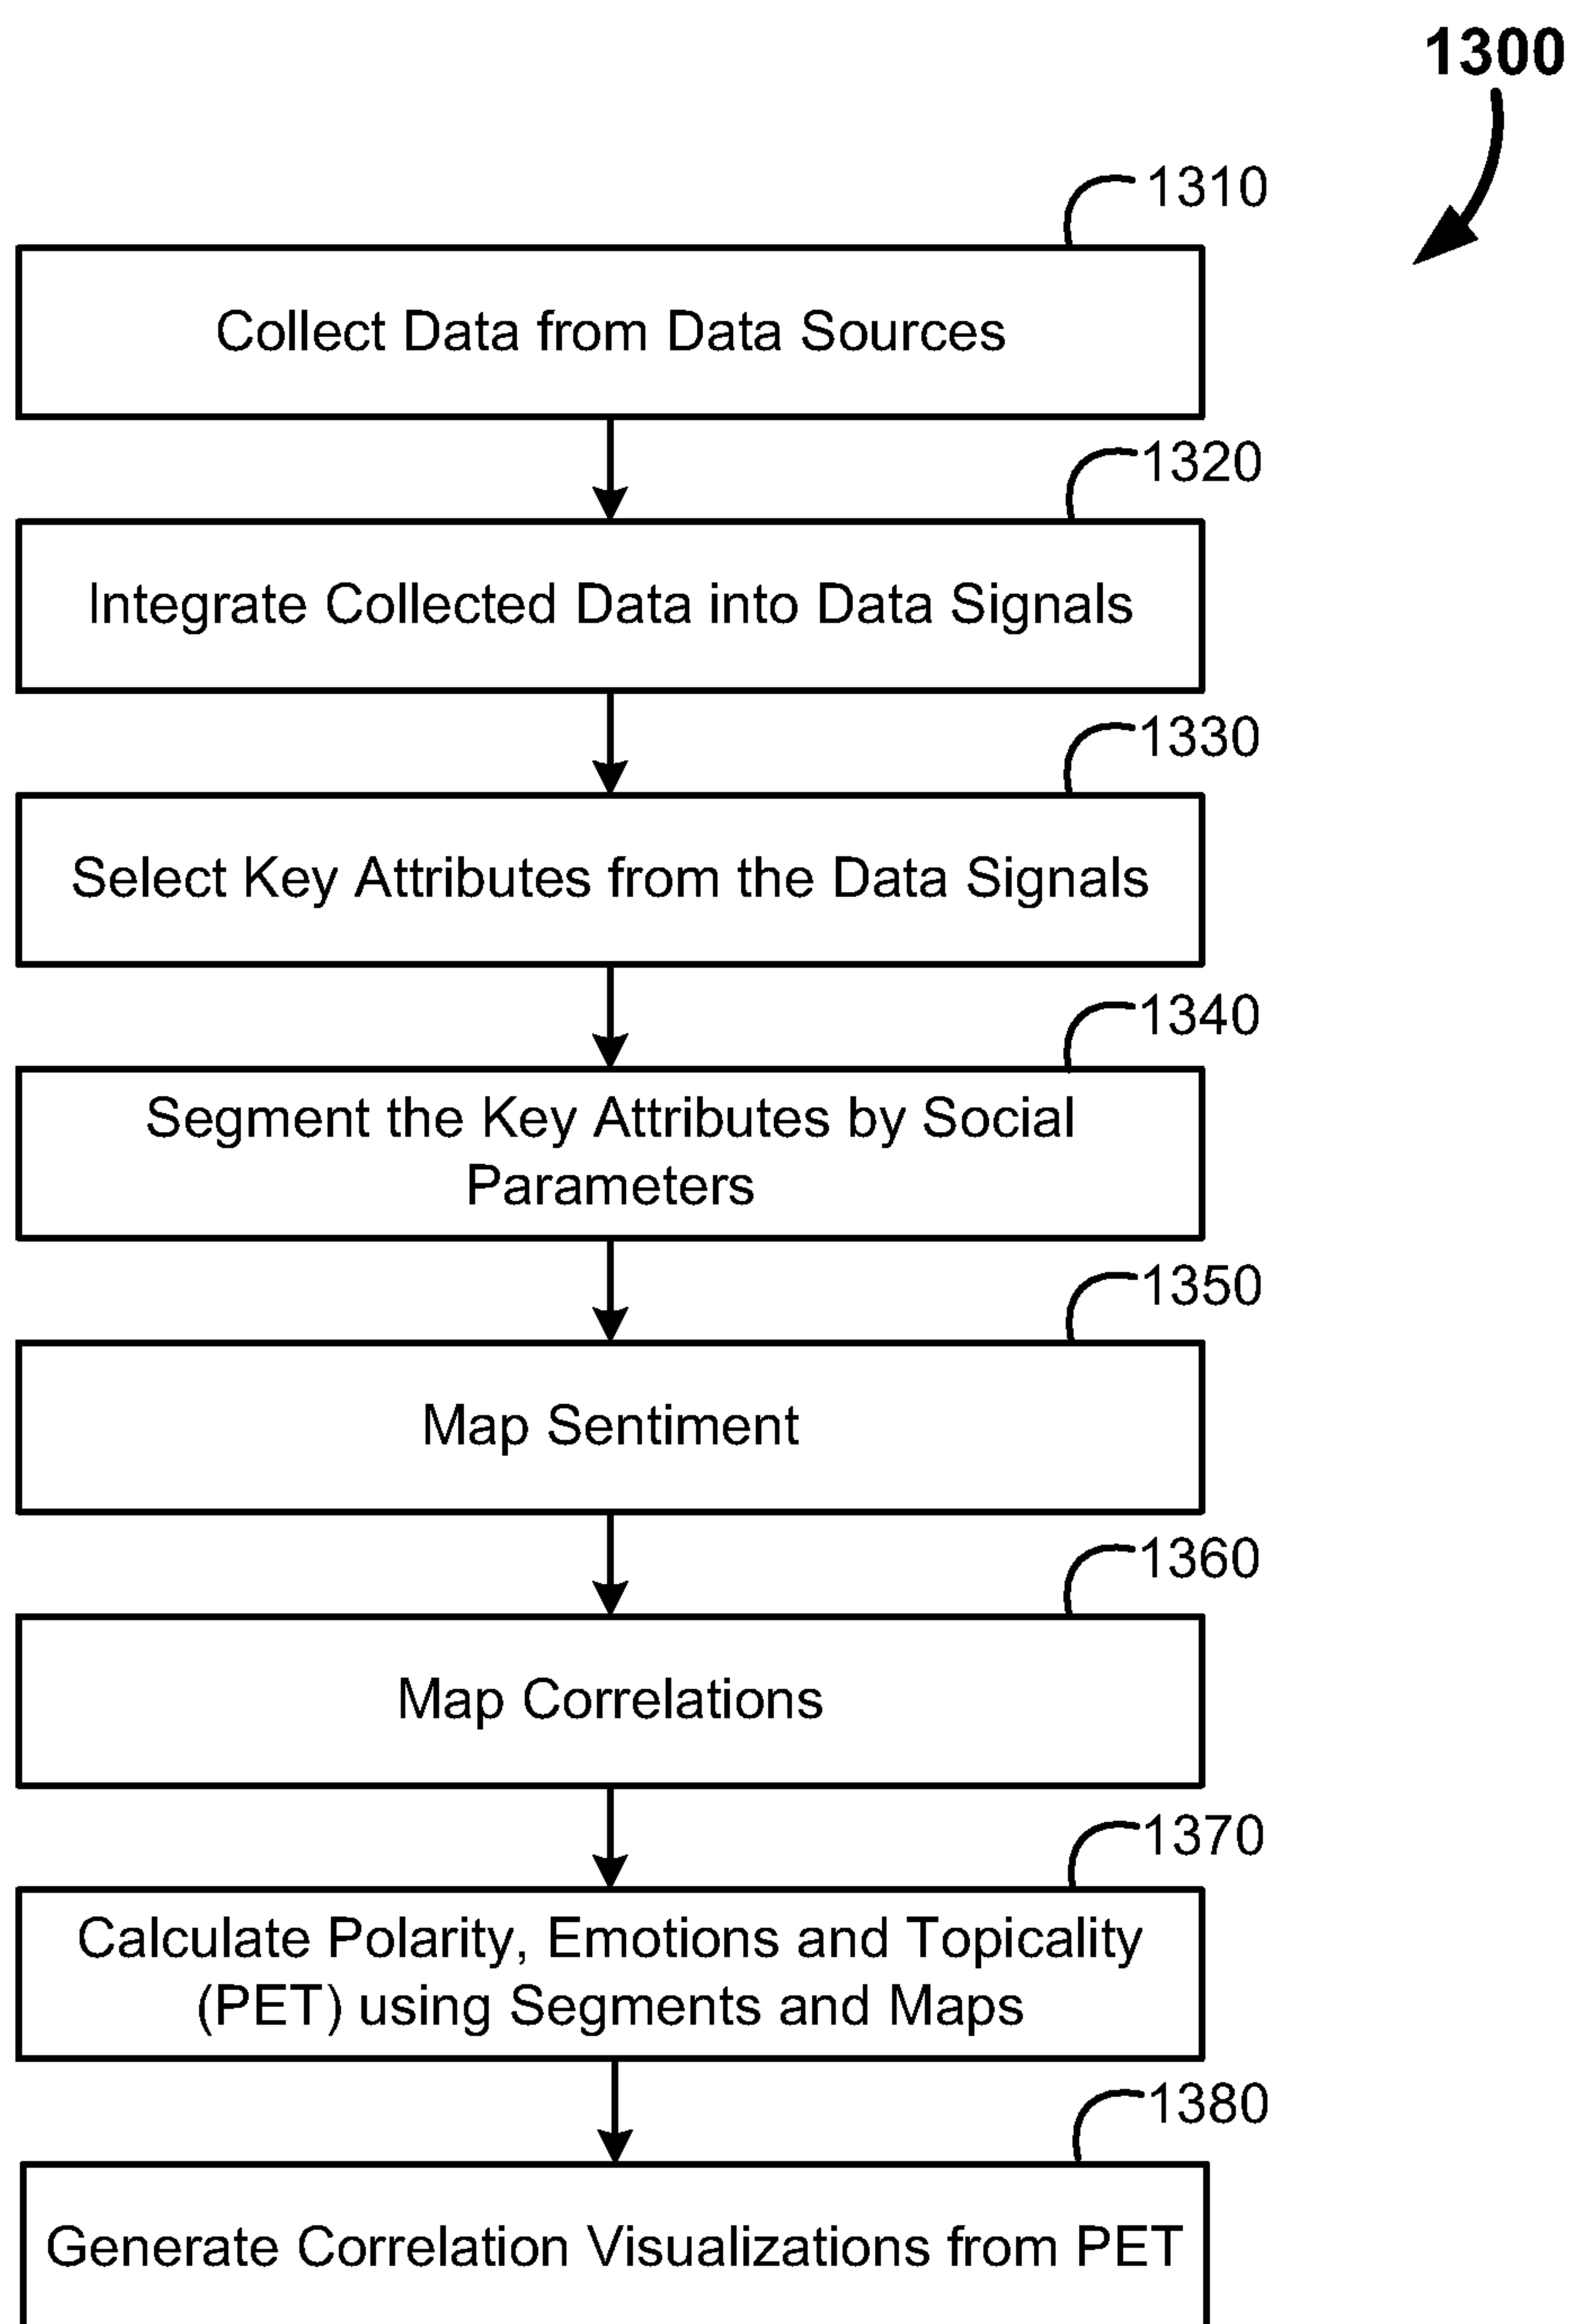 1300
1310
Collect Data from Data Sources
1320
Integrate Collected Data into Data Signals
1330
Select Key Attributes from the Data Signals
1340
Segment the Key Attributes by Social
Parameters
1350
Map Sentiment
1360
Map Correlations
1370
Calculate Polarity, Emotions and Topicality
(PET) using Segments and Maps
1380
Generate Correlation Visualizations from PET